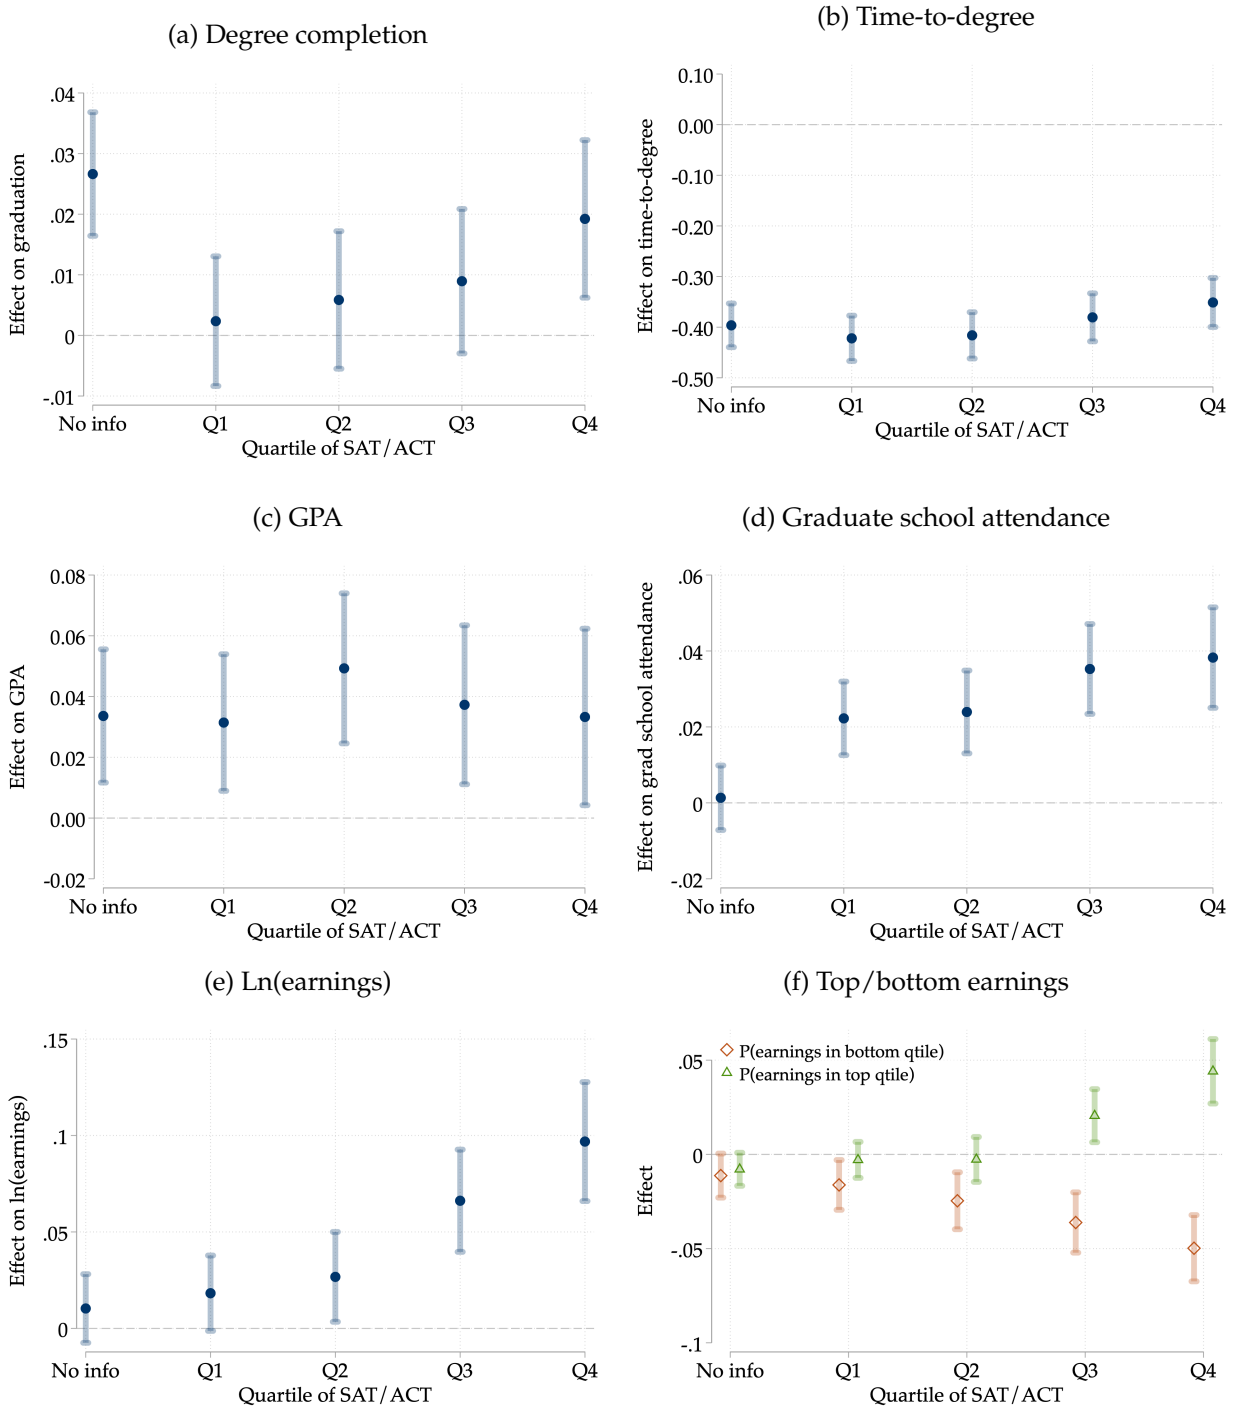 (a) Degree completion
Effect on graduation
.04
.03
.02
.01
0
-.01
No info Q1 Q2 Q3 Q4
Quartile of SAT/ACT
(b) Time-to-degree
Effect on time-to-degree
0.10
0.00
-0.10
-0.20
-0.30
-0.40
-0.50
No info Q1 Q2 Q3 Q4
Quartile of SAT/ACT
(c) GPA
Effect on GPA
0.08
0.06
0.04
0.02
0.00
-0.02
No info Q1 Q2 Q3 Q4
Quartile of SAT/ACT
(d) Graduate school attendance
Effect on grad school attendance
.06
.04
.02
0
-.02
No info Q1 Q2 Q3 Q4
Quartile of SAT/ACT
(e) Ln(earnings)
Effect on ln(earnings)
.15
.1
.05
0
No info Q1 Q2 Q3 Q4
Quartile of SAT/ACT
(f) Top/bottom earnings
Effect
P(earnings in bottom qtile)
P(earnings in top qtile)
.05
0
-.05
-.1
No info Q1 Q2 Q3 Q4
Quartile of SAT/ACT